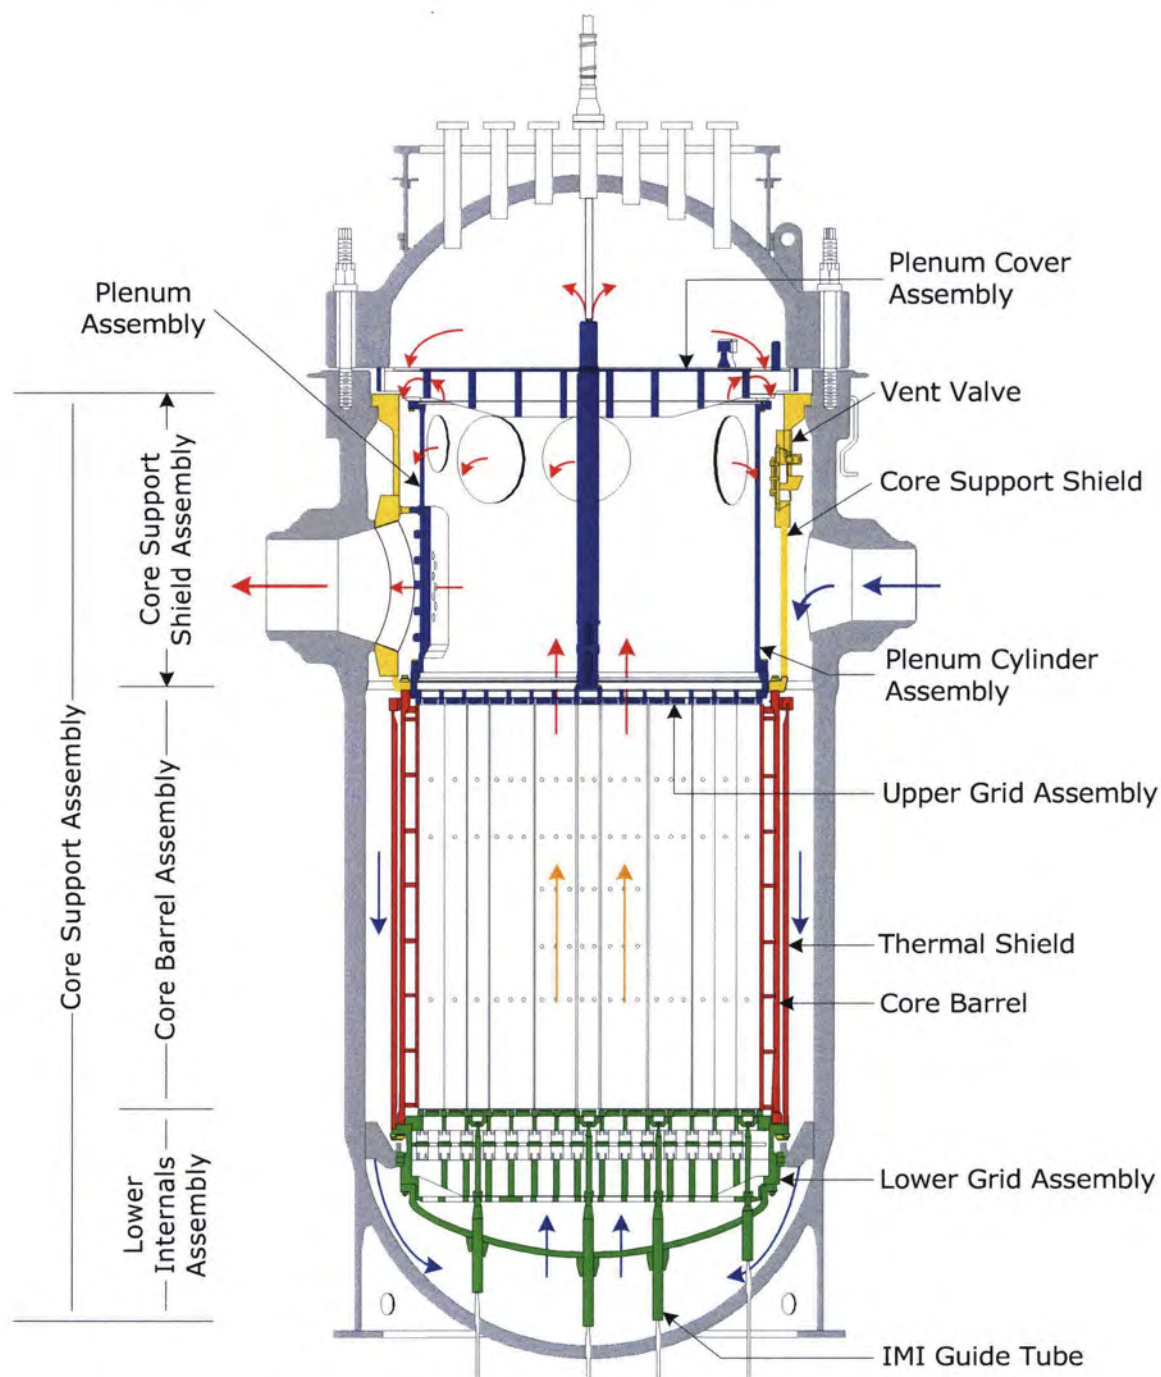 Plenum Cover
Assembly
Plenum
Assembly
Vent Valve
Core Support
Shield Assembly
Core Support Shield
Plenum Cylinder
Assembly
Upper Grid Assembly
Core Support Assembly
Core Barrel Assembly
Thermal Shield
Core Barrel
Lower
Internals
Assembly
Lower Grid Assembly
IMI Guide Tube